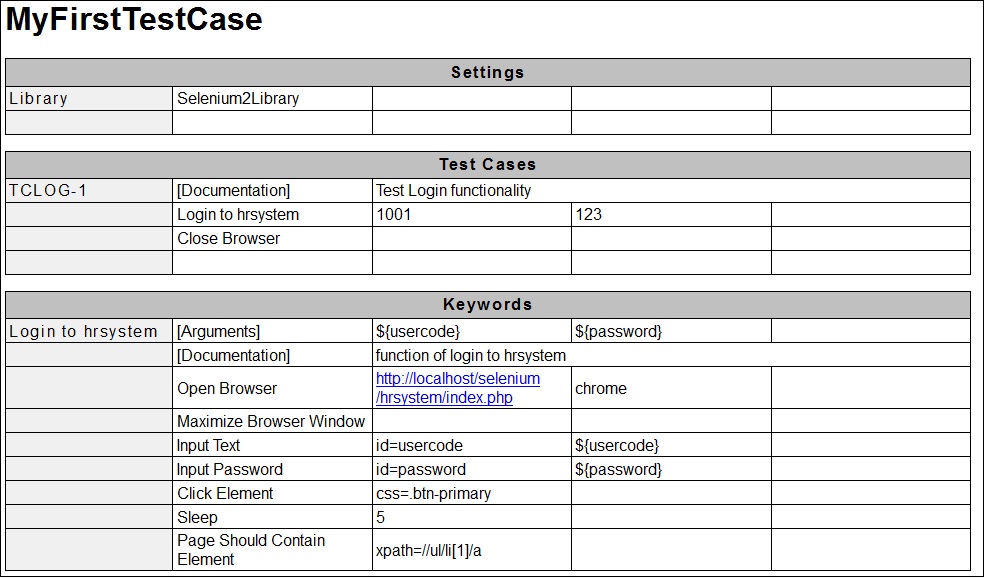 MyFirstTestCase
Settings
Library Selenium2Library
Test Cases
TCLOG-1 [Documentation] Test Login functionality
Login to hrsystem 1001 123
Close Browser
Keywords
Login to hrsystem [Arguments] ${usercode} ${password}
[Documentation] function of login to hrsystem
Open Browser http://localhost/selenium
/hrsystem/index.php chrome
Maximize Browser Window
Input Text id=usercode ${usercode}
Input Password id=password ${password}
Click Element css=.btn-primary
Sleep 5
Page Should Contain
Element xpath=//ul/li[1]/a